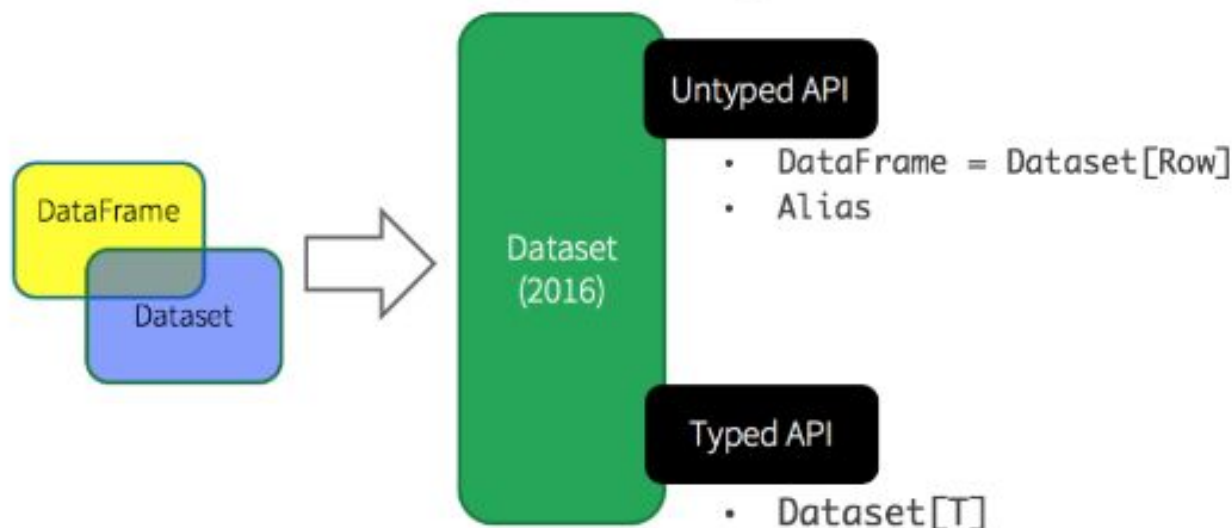 DataFrame
Dataset
Dataset
(2016)
Untyped API
• DataFrame = Dataset[Row]
• Alias
Typed API
• Dataset[T]